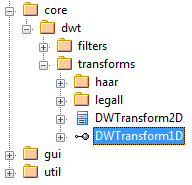 core
dwt
filters
transforms
haar
legall
DWTransform2D
DWTransform1D
gui
util